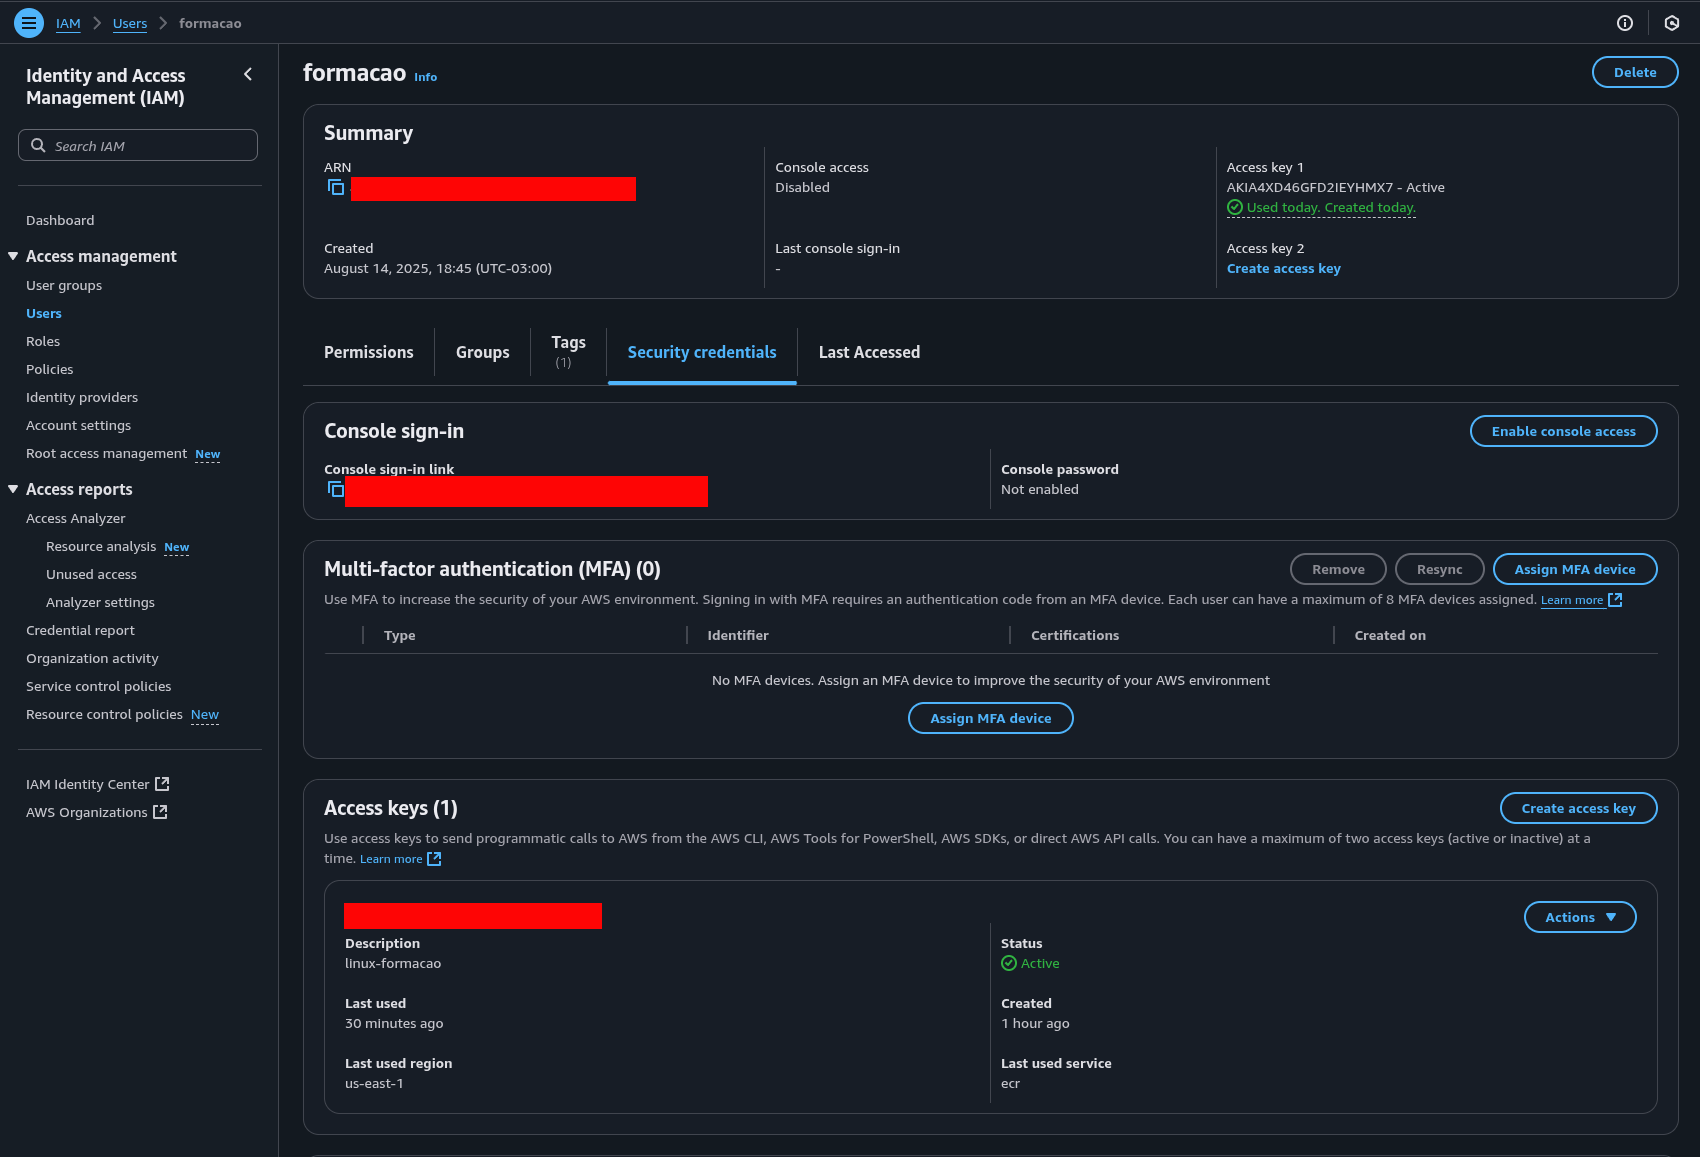 IAM > Users > formacao
Identity and Access
Management (IAM)
Search IAM
Dashboard
Access management
User groups
Users
Roles
Policies
Identity providers
Account settings
Root access management New
Access reports
Access Analyzer
Resource analysis New
Unused access
Analyzer settings
Credential report
Organization activity
Service control policies
Resource control policies New
IAM Identity Center
AWS Organizations
formacao Info
Delete
Summary
ARN
Console access
Disabled
Access key 1
AKIA4XD46GFD2IEYHMX7 - Active
Used today. Created today.
Created
August 14, 2025, 18:45 (UTC-03:00)
Last console sign-in
-
Access key 2
Create access key
Permissions
Groups
Tags
(1)
Security credentials
Last Accessed
Console sign-in
Enable console access
Console sign-in link
Console password
Not enabled
Multi-factor authentication (MFA) (0)
Remove
Resync
Assign MFA device
Use MFA to increase the security of your AWS environment. Signing in with MFA requires an authentication code from an MFA device. Each user can have a maximum of 8 MFA devices assigned. Learn more
Type
Identifier
Certifications
Created on
No MFA devices. Assign an MFA device to improve the security of your AWS environment
Assign MFA device
Access keys (1)
Create access key
Use access keys to send programmatic calls to AWS from the AWS CLI, AWS Tools for PowerShell, AWS SDKs, or direct AWS API calls. You can have a maximum of two access keys (active or inactive) at a
time. Learn more
Actions
Description
linux-formacao
Status
Active
Last used
30 minutes ago
Created
1 hour ago
Last used region
us-east-1
Last used service
ecr